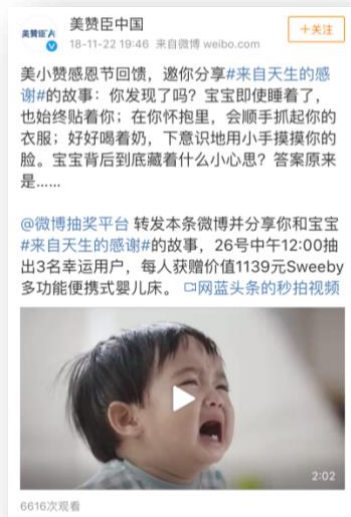 美赞臣中国
美赞臣
+关注
18-11-22 19:46 来自微博 weibo.com
美小赞感恩节回馈，邀你分享#来自天生的感
谢#的故事：你发现了吗？宝宝即使睡着了，
也始终贴着你；在你怀抱里，会顺手抓起你的
衣服；好好喝着奶，下意识地用小手摸摸你的
脸。宝宝背后到底藏着什么小心思？答案原来
是......
@微博抽奖平台 转发本条微博并分享你和宝宝
#来自天生的感谢#的故事，26号中午12:00抽
出3名幸运用户，每人获赠价值1139元Sweeby
多功能便携式婴儿床。 网蓝头条的秒拍视频
2:02
6616次观看